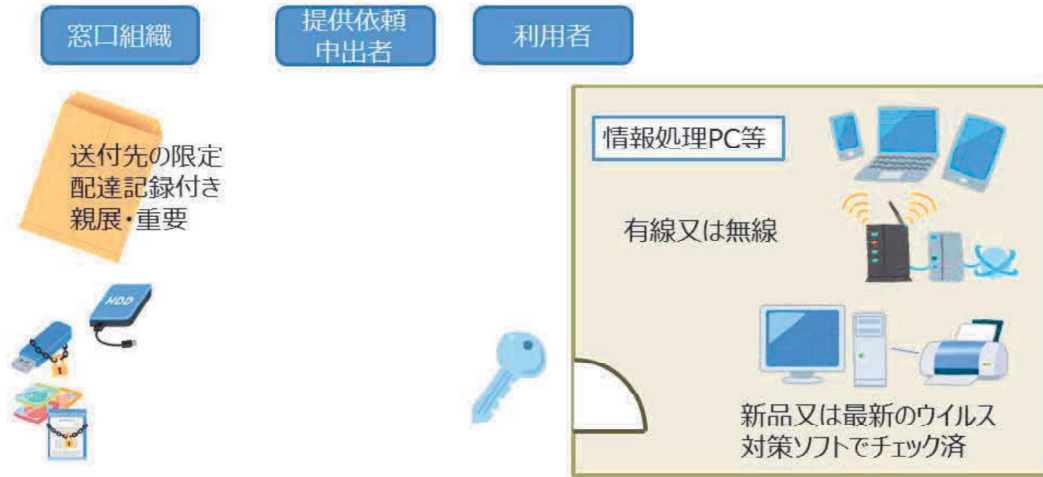 窓口組織
提供依頼
申出者
利用者
送付先の限定
配達記録付き
親展・重要
情報処理PC等
有線又は無線
HDD
新品又は最新のウイルス
対策ソフトでチェック済